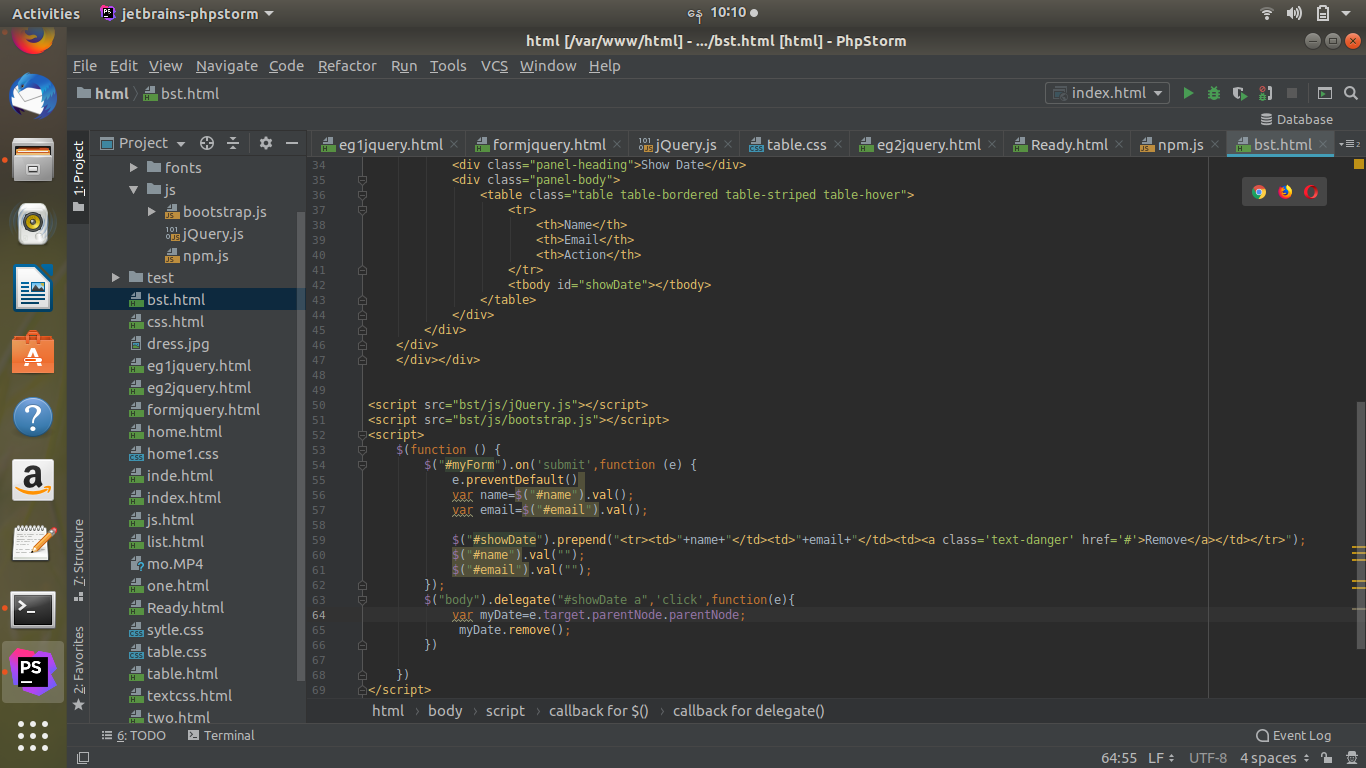 Activities
jetbrains-phpstorm
နေ 10:10
html [/var/www/html] - .../bst.html [html] - PhpStorm
File Edit View Navigate Code Refactor Run Tools VCS Window Help
html bst.html
index.html
Database
1: Project
7: Structure
2: Favorites
Project
fonts
js
bootstrap.js
jQuery.js
npm.js
test
bst.html
css.html
dress.jpg
eg1jquery.html
eg2jquery.html
formjquery.html
home.html
home1.css
inde.html
index.html
js.html
list.html
mo.MP4
one.html
Ready.html
sytle.css
table.css
table.html
textcss.html
two.html
eg1jquery.html formjquery.html jQuery.js table.css eg2jquery.html Ready.html npm.js bst.html
34 <div class="panel-heading">Show Date</div>
35 <div class="panel-body">
36 <table class="table table-bordered table-striped table-hover">
37 <tr>
38 <th>Name</th>
39 <th>Email</th>
40 <th>Action</th>
41 </tr>
42 <tbody id="showDate"></tbody>
43 </table>
44 </div>
45 </div>
46 </div>
47 </div></div>
48
49
50 <script src="bst/js/jQuery.js"></script>
51 <script src="bst/js/bootstrap.js"></script>
52 <script>
53 $(function () {
54 $("#myForm").on('submit',function (e) {
55 e.preventDefault()
56 var name=$("#name").val();
57 var email=$("#email").val();
58
59 $("#showDate").prepend("<tr><td>"+name+"</td><td>"+email+"</td><td><a class='text-danger' href='#'>Remove</a></td></tr>");
60 $("#name").val("");
61 $("#email").val("");
62 });
63 $("body").delegate("#showDate a",'click',function(e){
64 var myDate=e.target.parentNode.parentNode;
65 myDate.remove();
66 })
67
68 })
69 </script>
html body script callback for $() callback for delegate()
6: TODO Terminal
Event Log
64:55 LF UTF-8 4 spaces